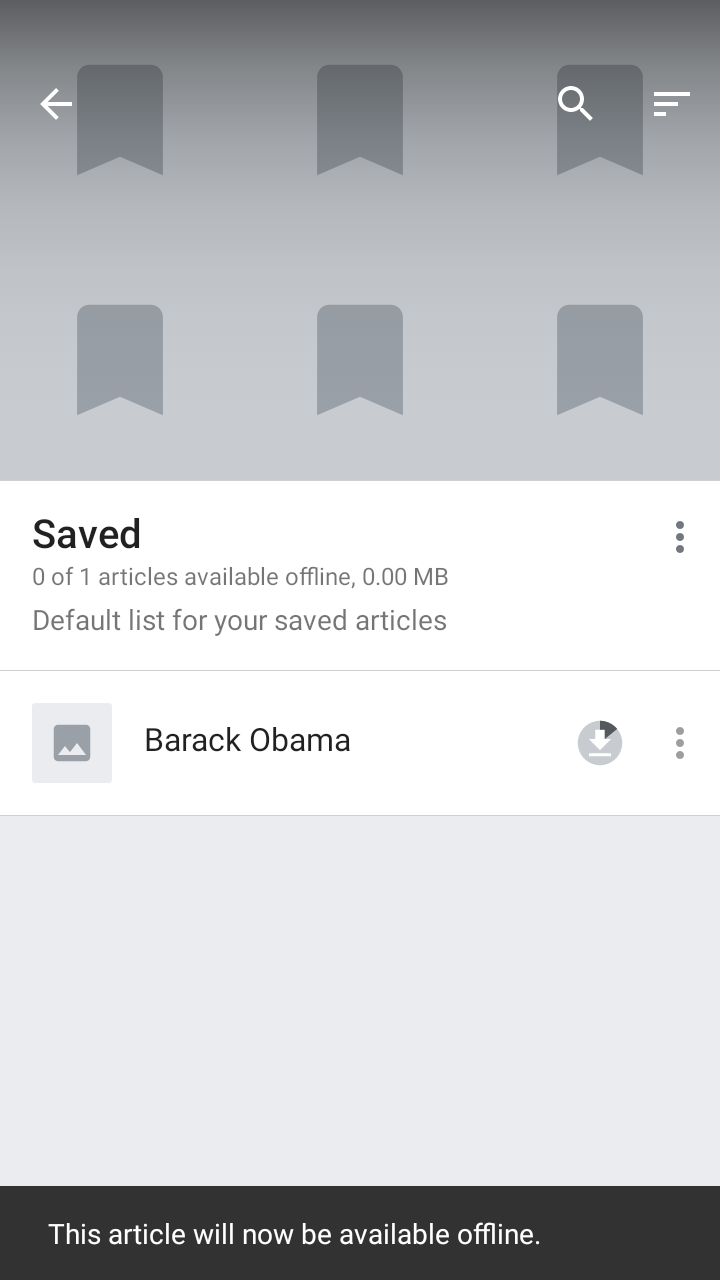 Saved
0 of 1 articles available offline, 0.00 MB
Default list for your saved articles
Barack Obama
This article will now be available offline.